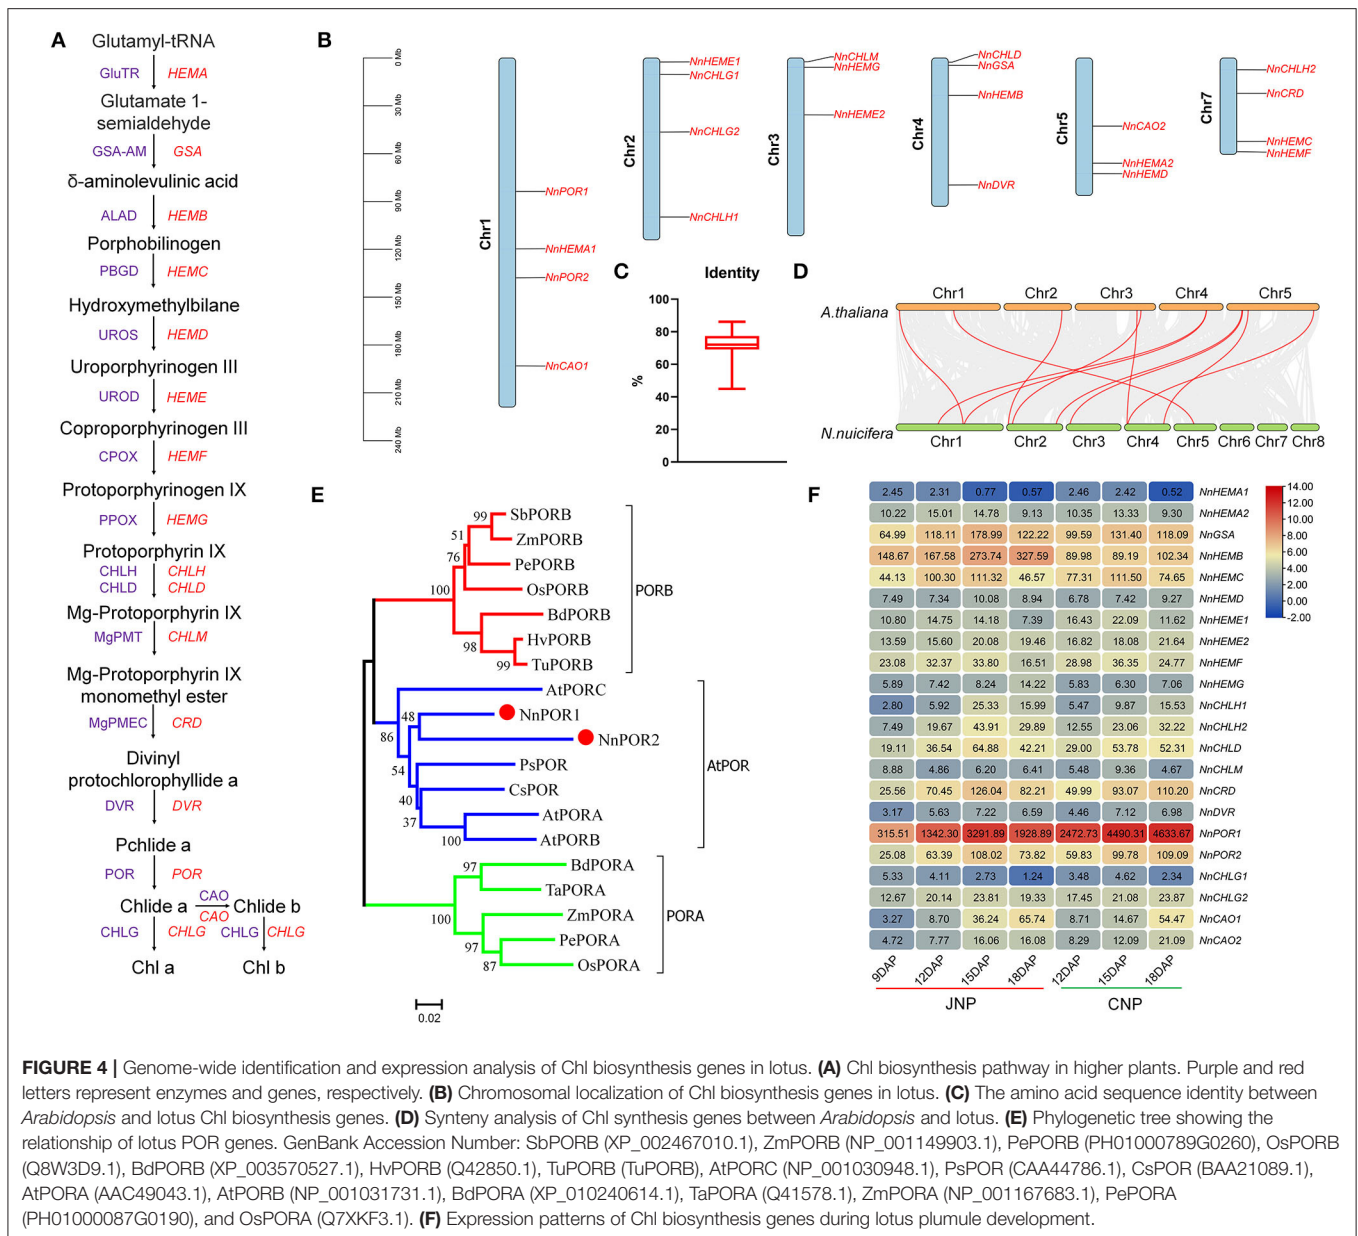 A
Glutamyl-tRNA
GluTR HEMA
Glutamate 1-
semialdehyde
GSA-AM GSA
δ-aminolevulinic acid
ALAD HEMB
Porphobilinogen
PBGD HEMC
Hydroxymethylbilane
UROS HEMD
Uroporphyrinogen III
UROD HEME
Coproporphyrinogen III
CPOX HEMF
Protoporphyrinogen IX
PPOX HEMG
Protoporphyrin IX
CHLH CHLH
CHLD CHLD
Mg-Protoporphyrin IX
MgPMT CHLM
Mg-Protoporphyrin IX
monomethyl ester
MgPMEC CRD
Divinyl
protochlorophyllide a
DVR DVR
Pchlide a
POR POR
CAO
Chlide a Chlide b
CAO
CHLG CHLG CHLG CHLG
Chl a Chl b
B
0 Mb
30 Mb
60 Mb
90 Mb
120 Mb
150 Mb
180 Mb
210 Mb
240 Mb
Chr1
NnPOR1
NnHEMA1
NnPOR2
NnCAO1
Chr2
NnHEME1
NnCHLG1
NnCHLG2
NnCHLH1
Chr3
NnCHLM
NnHEMG
NnHEME2
Chr4
NnCHLD
NnGSA
NnHEMB
NnDVR
Chr5
NnCAO2
NnHEMA2
NnHEMD
Chr7
NnCHLH2
NnCRD
NnHEMC
NnHEMF
C
Identity
%
100
80
60
40
20
0
D
Chr1 Chr2 Chr3 Chr4 Chr5
A.thaliana
N.nuicifera
Chr1 Chr2 Chr3 Chr4 Chr5 Chr6 Chr7 Chr8
E
99 SbPORB
51 ZmPORB
76 PePORB
100 OsPORB
BdPORB
98 HvPORB
99 TuPORB
PORB
AtPORC
48 NnPOR1
86 NnPOR2
54 PsPOR
40 CsPOR
37 AtPORA
100 AtPORB
AtPOR
97 BdPORA
TaPORA
100 ZmPORA
97 PePORA
87 OsPORA
PORA
0.02
F
2.45 2.31 0.77 0.57 2.46 2.42 0.52 NnHEMA1
10.22 15.01 14.78 9.13 10.35 13.33 9.30 NnHEMA2
64.99 118.11 178.99 122.22 99.59 131.40 118.09 NnGSA
148.67 167.58 273.74 327.59 89.98 89.19 102.34 NnHEMB
44.13 100.30 111.32 46.57 77.31 111.50 74.65 NnHEMC
7.49 7.34 10.08 8.94 6.78 7.42 9.27 NnHEMD
10.80 14.75 14.18 7.39 16.43 22.09 11.62 NnHEME1
13.59 15.60 20.08 19.46 16.82 18.08 21.64 NnHEME2
23.08 32.37 33.80 16.51 28.98 36.35 24.77 NnHEMF
5.89 7.42 8.24 14.22 5.83 6.30 7.06 NnHEMG
2.80 5.92 25.33 15.99 5.47 9.87 15.53 NnCHLH1
7.49 19.67 43.91 29.89 12.55 23.06 32.22 NnCHLH2
19.11 36.54 64.88 42.21 29.00 53.78 52.31 NnCHLD
8.88 4.86 6.20 6.41 5.48 9.36 4.67 NnCHLM
25.56 70.45 126.04 82.21 49.99 93.07 110.20 NnCRD
3.17 5.63 7.22 6.59 4.46 7.12 6.98 NnDVR
315.51 1342.30 3291.89 1928.89 2472.73 4490.31 4633.67 NnPOR1
25.08 63.39 108.02 73.82 59.83 99.78 109.09 NnPOR2
5.33 4.11 2.73 1.24 3.48 4.62 2.34 NnCHLG1
12.67 20.14 23.81 19.33 17.45 21.08 23.87 NnCHLG2
3.27 8.70 36.24 65.74 8.71 14.67 54.47 NnCAO1
4.72 7.77 16.06 16.08 8.29 12.09 21.09 NnCAO2
9DAP 12DAP 15DAP 18DAP 12DAP 15DAP 18DAP
JNP CNP
14.00
12.00
10.00
8.00
6.00
4.00
2.00
0.00
-2.00
FIGURE 4 | Genome-wide identification and expression analysis of Chl biosynthesis genes in lotus. (A) Chl biosynthesis pathway in higher plants. Purple and red
letters represent enzymes and genes, respectively. (B) Chromosomal localization of Chl biosynthesis genes in lotus. (C) The amino acid sequence identity between
Arabidopsis and lotus Chl biosynthesis genes. (D) Synteny analysis of Chl synthesis genes between Arabidopsis and lotus. (E) Phylogenetic tree showing the
relationship of lotus POR genes. GenBank Accession Number: SbPORB (XP_002467010.1), ZmPORB (NP_001149903.1), PePORB (PH01000789G0260), OsPORB
(Q8W3D9.1), BdPORB (XP_003570527.1), HvPORB (Q42850.1), TuPORB (TuPORB), AtPORC (NP_001030948.1), PsPOR (CAA44786.1), CsPOR (BAA21089.1),
AtPORA (AAC49043.1), AtPORB (NP_001031731.1), BdPORA (XP_010240614.1), TaPORA (Q41578.1), ZmPORA (NP_001167683.1), PePORA
(PH01000087G0190), and OsPORA (Q7XKF3.1). (F) Expression patterns of Chl biosynthesis genes during lotus plumule development.